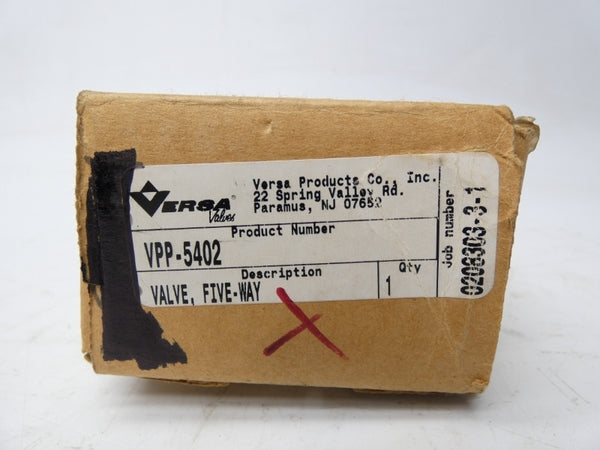 VERSA®
Valves
Versa Products Co., Inc.
22 Spring Valley Rd.
Paramus, NJ 07652
Product Number
VPP-5402
Description
Qty
VALVE, FIVE-WAY
1
Job number
0206303-3-1